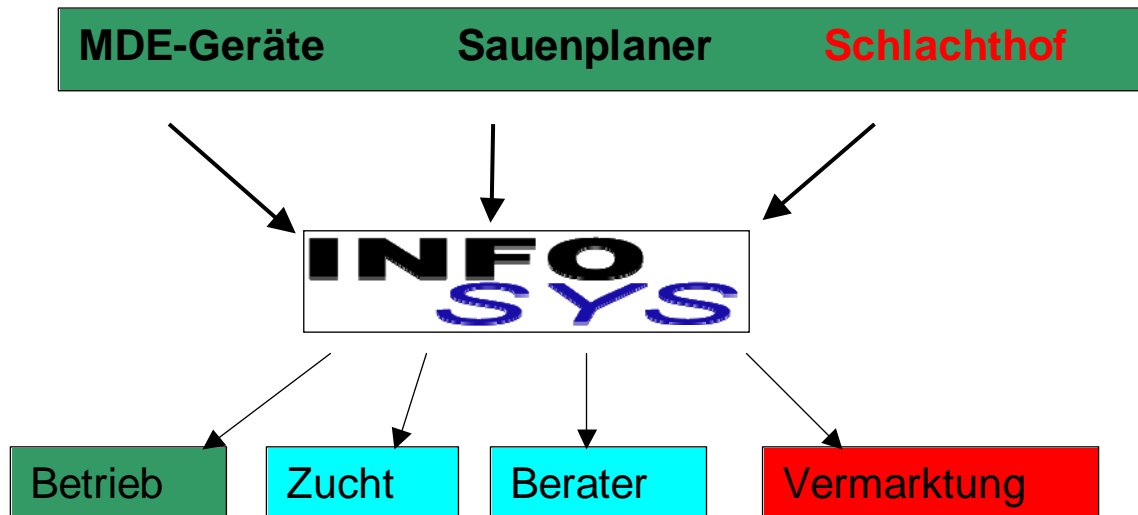 MDE-Geräte Sauenplaner Schlachthof
INFO
SYS
Betrieb Zucht Berater Vermarktung